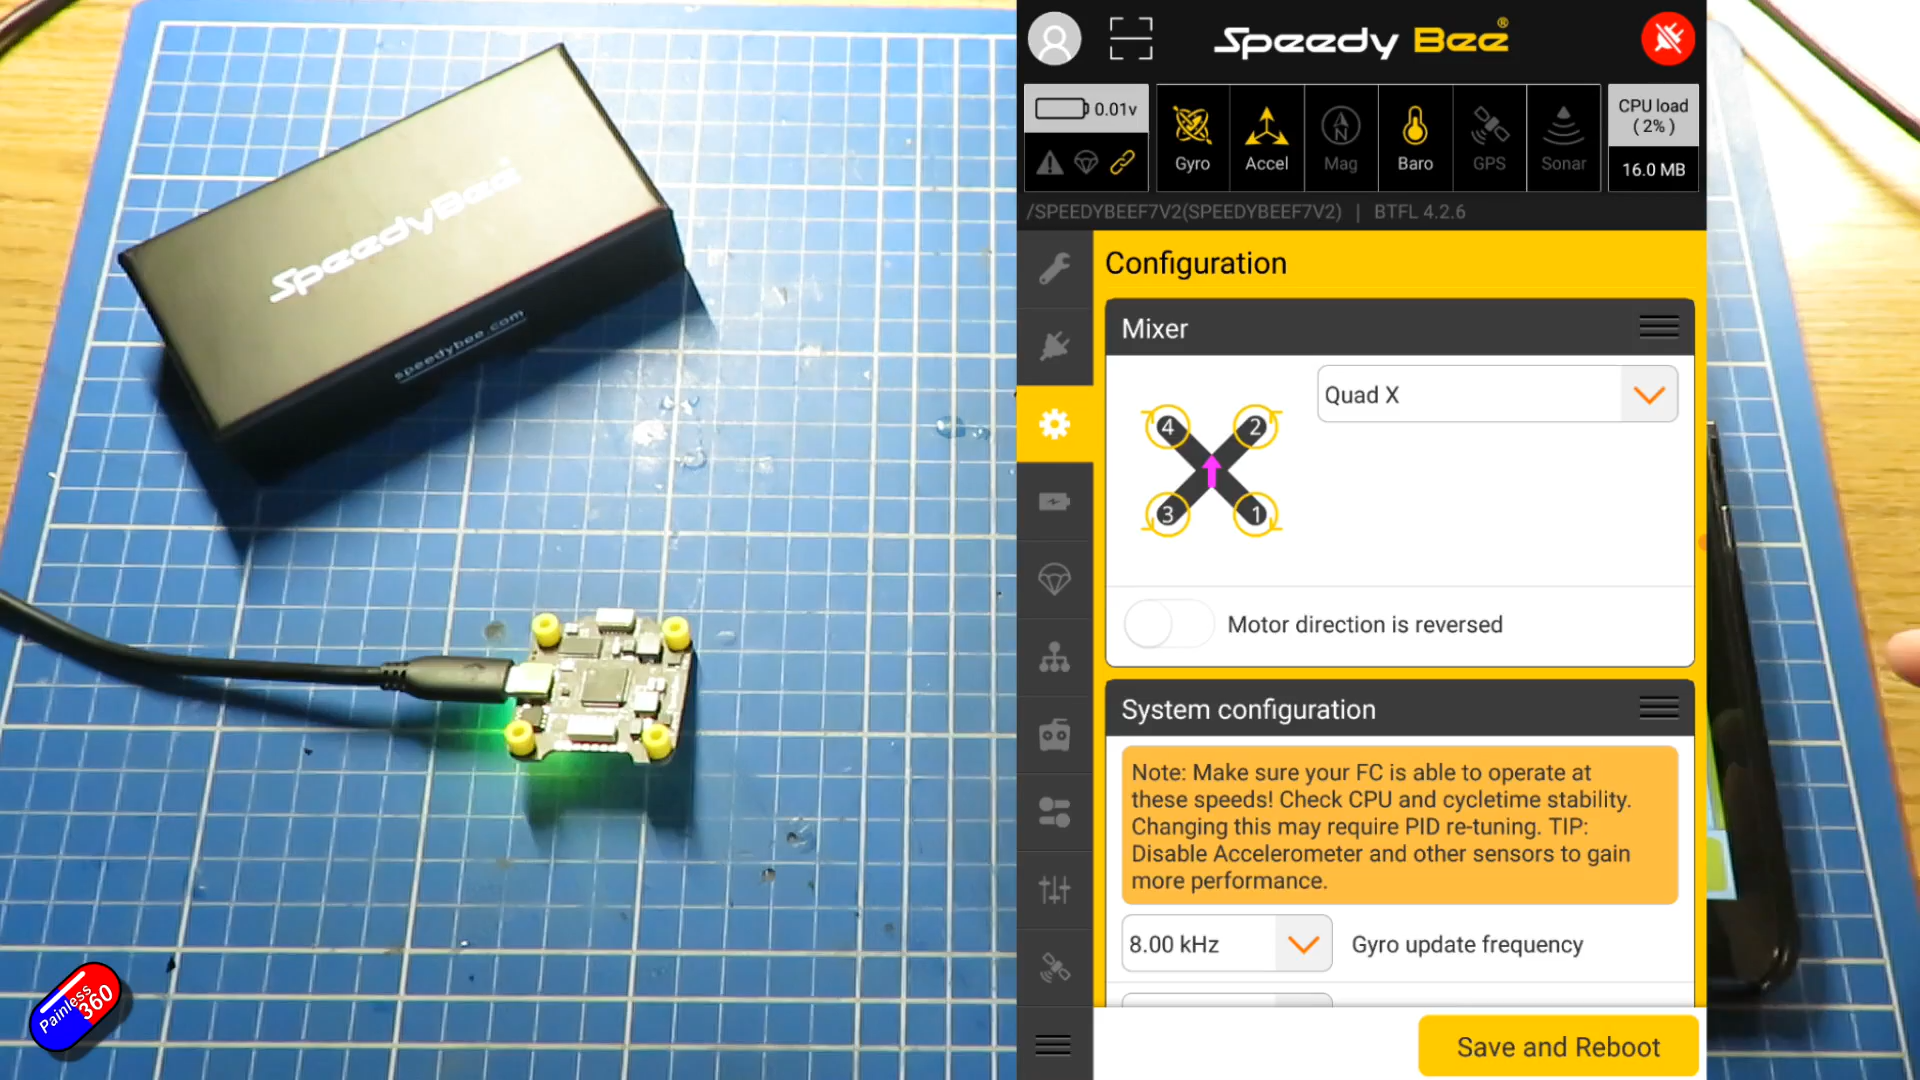 SpeedyBee
speedybee.com
Painless
360
Speedy Bee®
0.01v
Gyro
Accel
Mag
Baro
GPS
Sonar
CPU load
( 2% )
16.0 MB
/SPEEDYBEEF7V2(SPEEDYBEEF7V2) | BTFL 4.2.6
Configuration
Mixer
Quad X
4
2
3
1
Motor direction is reversed
System configuration
Note: Make sure your FC is able to operate at
these speeds! Check CPU and cycletime stability.
Changing this may require PID re-tuning. TIP:
Disable Accelerometer and other sensors to gain
more performance.
8.00 kHz
Gyro update frequency
Save and Reboot